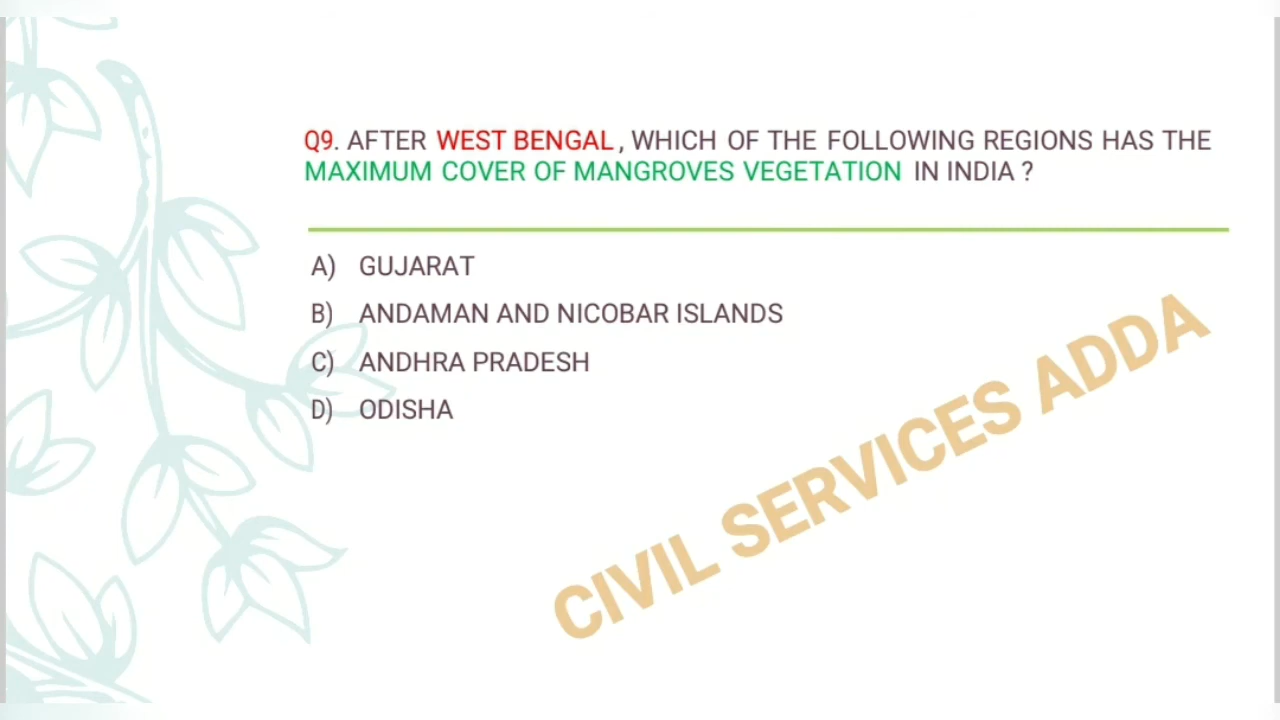 Q9. AFTER WEST BENGAL, WHICH OF THE FOLLOWING REGIONS HAS THE
MAXIMUM COVER OF MANGROVES VEGETATION IN INDIA ?
A) GUJARAT
B) ANDAMAN AND NICOBAR ISLANDS
C) ANDHRA PRADESH
D) ODISHA
CIVIL SERVICES ADDA